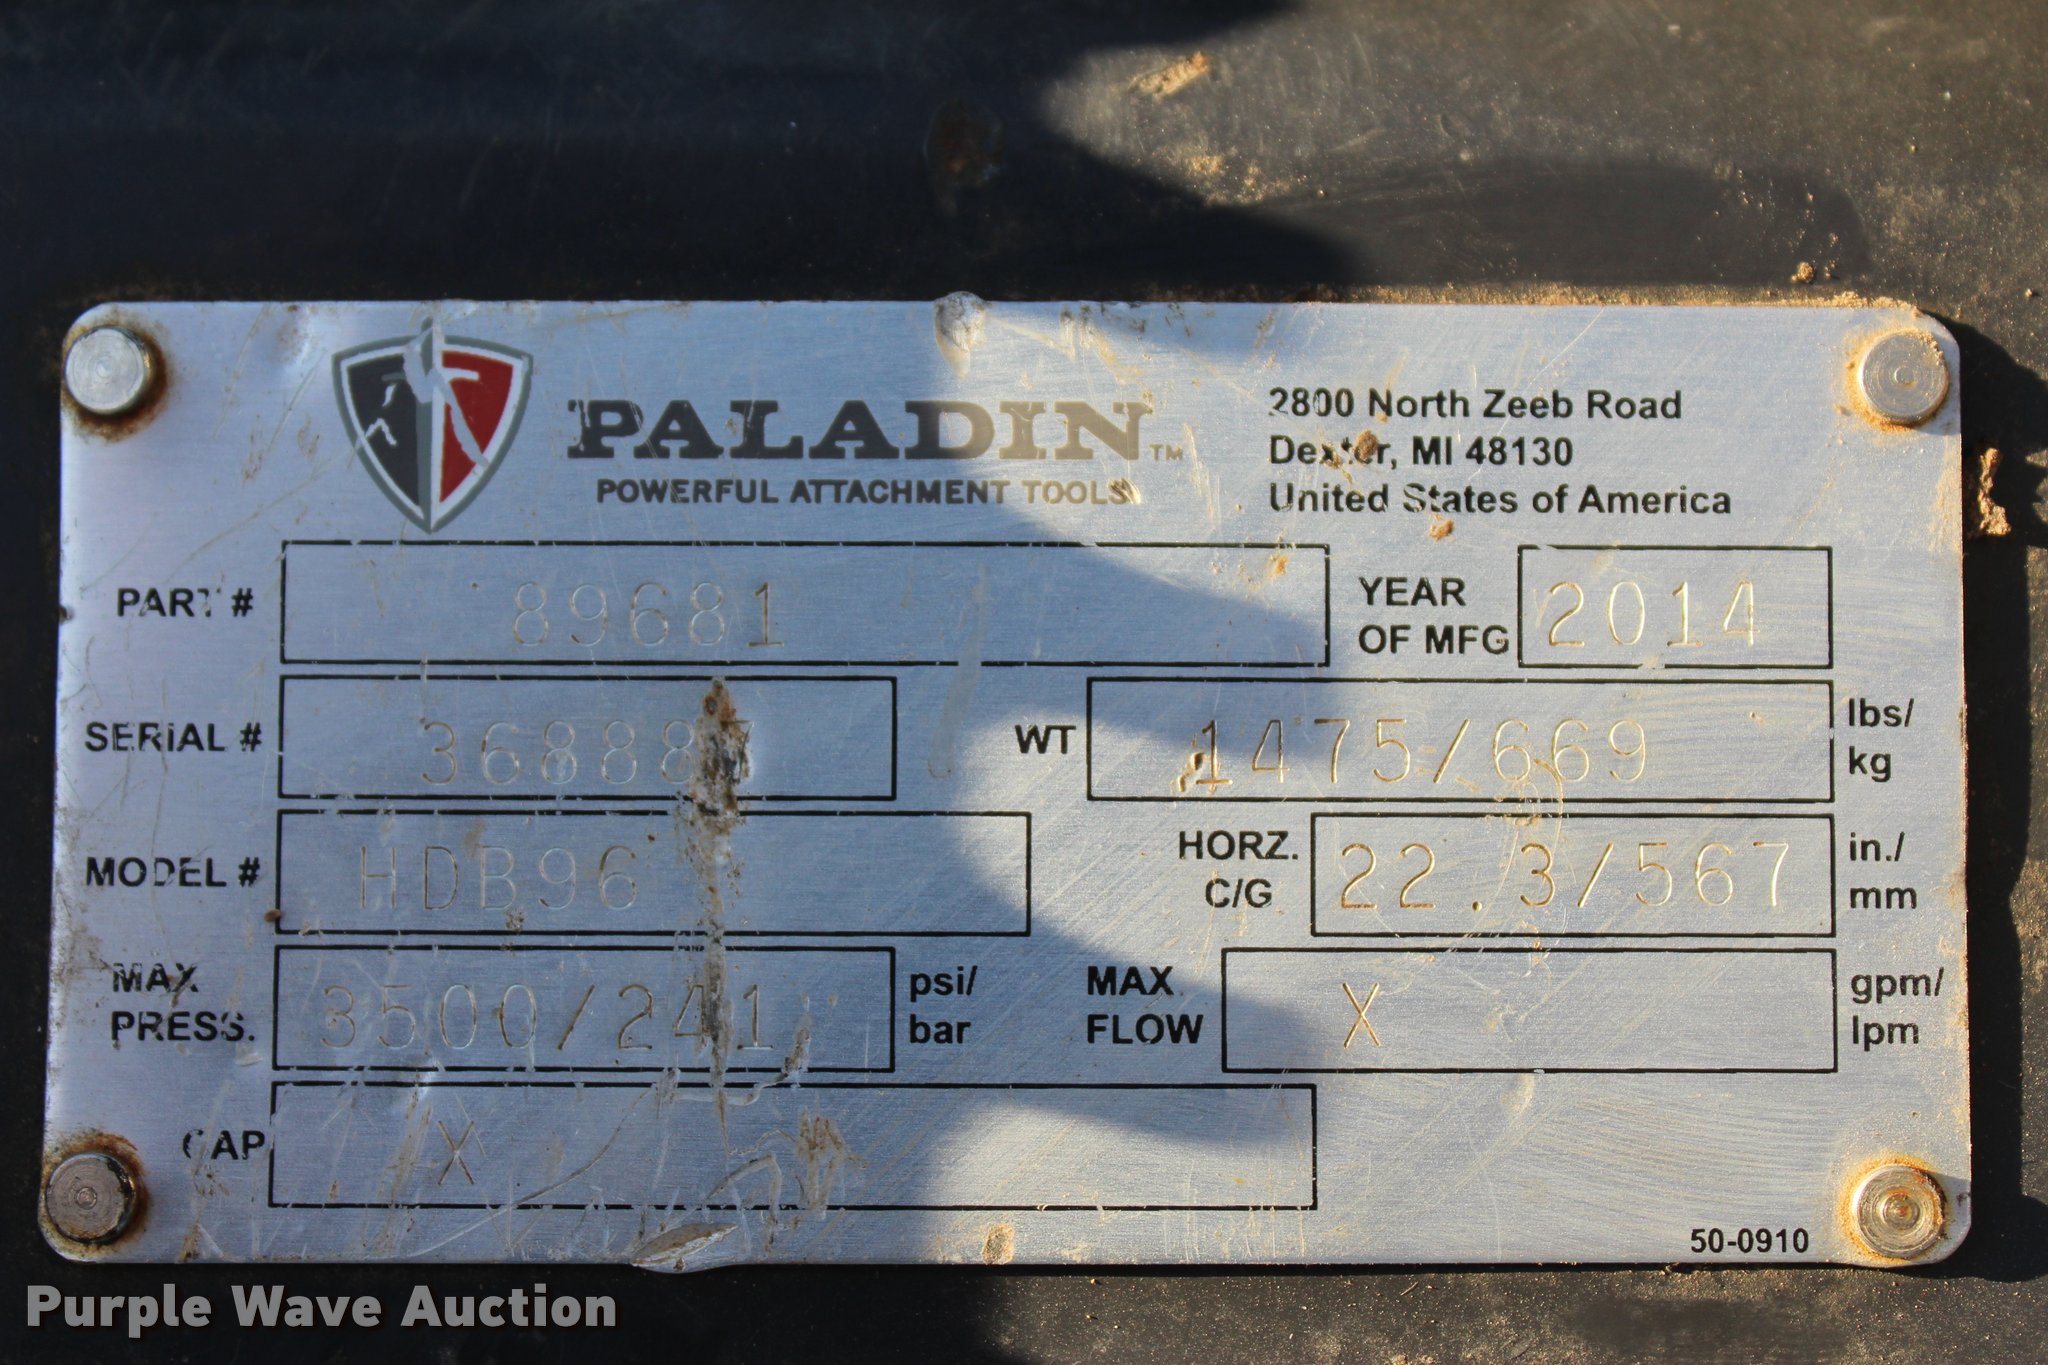 PALADIN™
POWERFUL ATTACHMENT TOOLS
2800 North Zeeb Road
Dexter, MI 48130
United States of America
PART # 89681
YEAR OF MFG 2014
SERIAL # 368887
WT 1475/669 lbs/kg
MODEL # HDB96
HORZ. C/G 22.3/567 in./mm
MAX PRESS. 3500/241 psi/bar
MAX FLOW X gpm/lpm
CAP X
50-0910
Purple Wave Auction